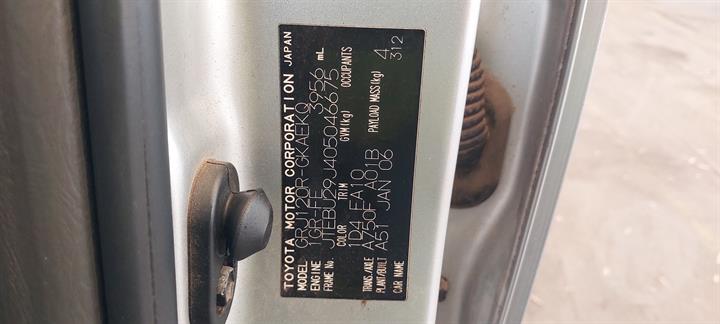 TOYOTA MOTOR CORPORATION JAPAN
MODEL GRJ120R-GKAEKQ
ENGINE 1GR-FE 3956 mL
FRAME No. JTEBU29J405046675
COLOR TRIM GVM(kg) OCCUPANTS
1D4 FA10 4
TRANS./AXLE A750F A01B PAYLOAD MASS(kg) 312
PLANT/BUILT A51 JAN 06
CAR NAME